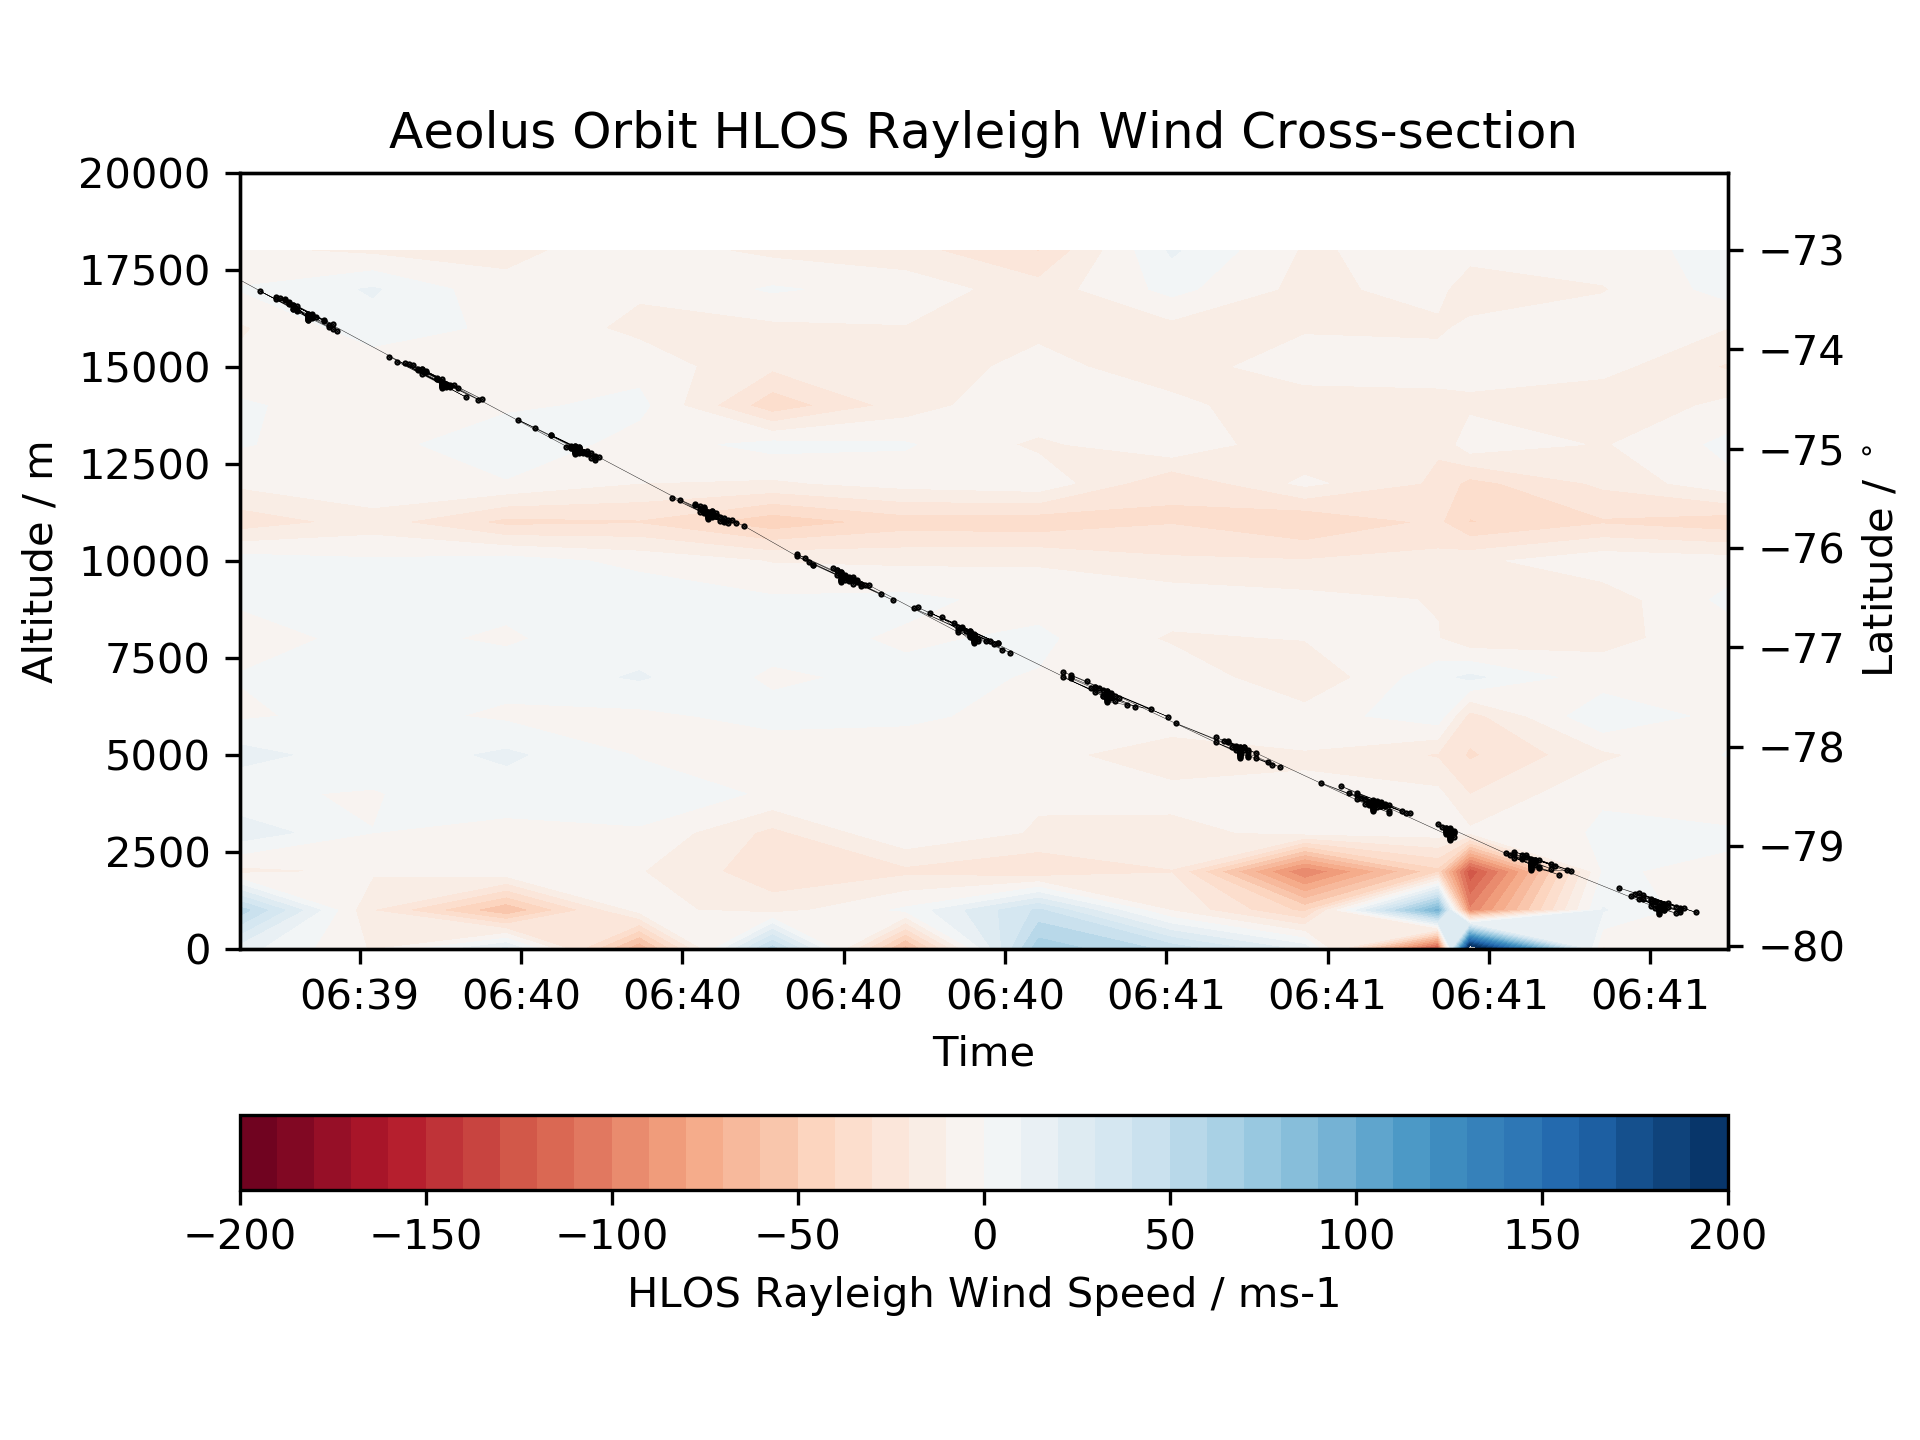 Aeolus Orbit HLOS Rayleigh Wind Cross-section
20000
17500
15000
12500
10000
7500
5000
2500
0
Altitude / m
−73
−74
−75
−76
−77
−78
−79
−80
Latitude / °
06:39 06:40 06:40 06:40 06:40 06:41 06:41 06:41 06:41
Time
−200 −150 −100 −50 0 50 100 150 200
HLOS Rayleigh Wind Speed / ms-1